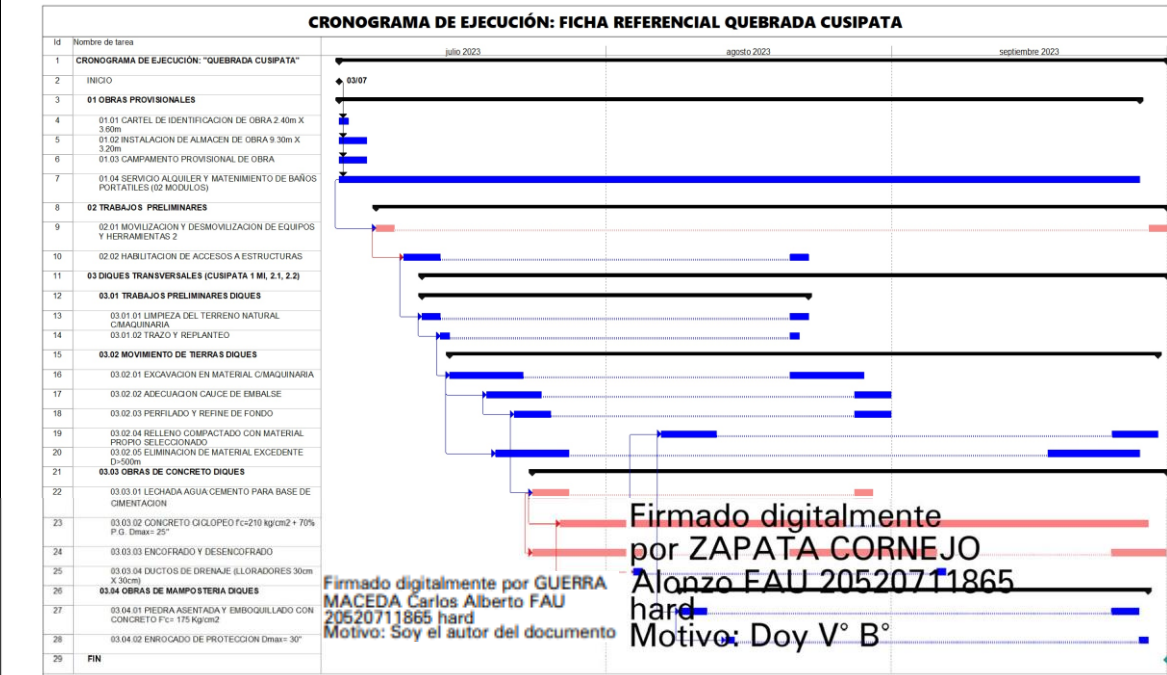 CRONOGRAMA DE EJECUCIÓN: FICHA REFERENCIAL QUEBRADA CUSIPATA
Id Nombre de tarea
julio 2023 agosto 2023 septiembre 2023
1 CRONOGRAMA DE EJECUCIÓN: "QUEBRADA CUSIPATA"
2 INICIO 03/07
3 01 OBRAS PROVISIONALES
4 01.01 CARTEL DE IDENTIFICACION DE OBRA 2.40m X
3.60m
5 01.02 INSTALACION DE ALMACEN DE OBRA 9.30m X
3.20m
6 01.03 CAMPAMENTO PROVISIONAL DE OBRA
7 01.04 SERVICIO ALQUILER Y MATENIMIENTO DE BAÑOS
PORTATILES (02 MODULOS)
8 02 TRABAJOS PRELIMINARES
9 02.01 MOVILIZACION Y DESMOVILIZACION DE EQUIPOS
Y HERRAMIENTAS 2
10 02.02 HABILITACION DE ACCESOS A ESTRUCTURAS
11 03 DIQUES TRANSVERSALES (CUSIPATA 1 MI, 2.1, 2.2)
12 03.01 TRABAJOS PRELIMINARES DIQUES
13 03.01.01 LIMPIEZA DEL TERRENO NATURAL
C/MAQUINARIA
14 03.01.02 TRAZO Y REPLANTEO
15 03.02 MOVIMIENTO DE TIERRAS DIQUES
16 03.02.01 EXCAVACION EN MATERIAL C/MAQUINARIA
17 03.02.02 ADECUACION CAUCE DE EMBALSE
18 03.02.03 PERFILADO Y REFINE DE FONDO
19 03.02.04 RELLENO COMPACTADO CON MATERIAL
PROPIO SELECCIONADO
20 03.02.05 ELIMINACION DE MATERIAL EXCEDENTE
D>500m
21 03.03 OBRAS DE CONCRETO DIQUES
22 03.03.01 LECHADA AGUA:CEMENTO PARA BASE DE
CIMENTACION
23 03.03.02 CONCRETO CICLOPEO f'c=210 kg/cm2 + 70%
P.G. Dmax= 25"
24 03.03.03 ENCOFRADO Y DESENCOFRADO
25 03.03.04 DUCTOS DE DRENAJE (LLORADORES 30cm
X 30cm)
26 03.04 OBRAS DE MAMPOSTERIA DIQUES
27 03.04.01 PIEDRA ASENTADA Y EMBOQUILLADO CON
CONCRETO F'c= 175 Kg/cm2
28 03.04.02 ENROCADO DE PROTECCION Dmax= 30"
29 FIN
Firmado digitalmente por GUERRA
MACEDA Carlos Alberto FAU
20520711865 hard
Motivo: Soy el autor del documento
Firmado digitalmente
por ZAPATA CORNEJO
Alonzo FAU 20520711865
hard
Motivo: Doy V° B°